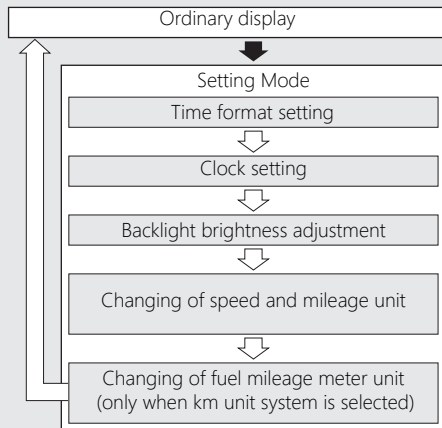 Ordinary display
Setting Mode
Time format setting
Clock setting
Backlight brightness adjustment
Changing of speed and mileage unit
Changing of fuel mileage meter unit
(only when km unit system is selected)